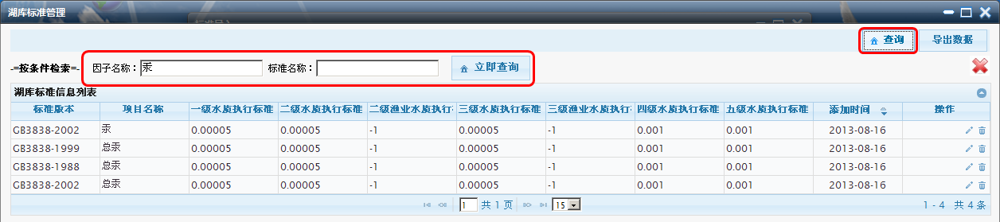 湖库标准管理
查询 导出数据
-=按条件检索=- 因子名称: 汞 标准名称: 立即查询
湖库标准信息列表
标准版本 项目名称 一级水质执行标准 二级水质执行标准 二级渔业水质执行 三级水质执行标准 三级渔业水质执行 四级水质执行标准 五级水质执行标准 添加时间 操作
GB3838-2002 汞 0.00005 0.00005 -1 0.00005 -1 0.001 0.001 2013-08-16
GB3838-1999 总汞 0.00005 0.00005 -1 0.00005 -1 0.001 0.001 2013-08-16
GB3838-1988 总汞 0.00005 0.00005 -1 0.00005 -1 0.001 0.001 2013-08-16
GB3838-2002 总汞 0.00005 0.00005 -1 0.00005 -1 0.001 0.001 2013-08-16
1 共 1 页 15 1 - 4 共 4 条